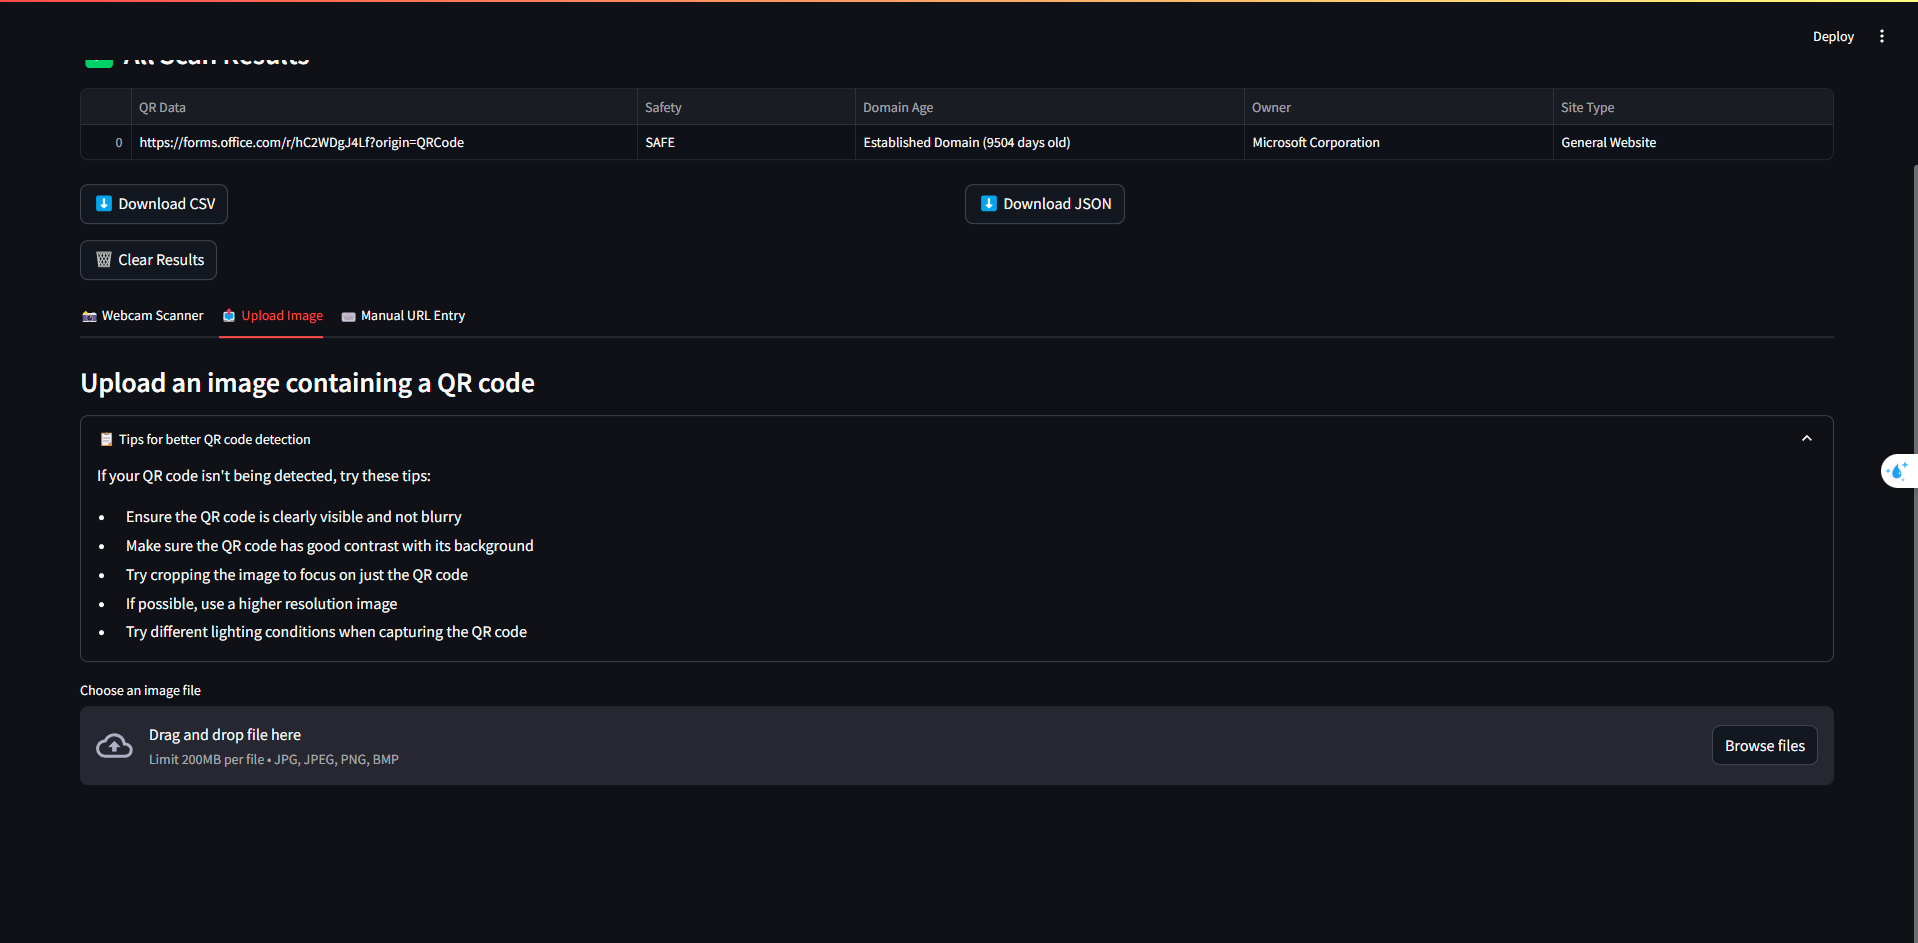 Deploy
All Scan Results
QR Data Safety Domain Age Owner Site Type
0 https://forms.office.com/r/hC2WDgJ4Lf?origin=QRCode SAFE Established Domain (9504 days old) Microsoft Corporation General Website
Download CSV Download JSON
Clear Results
Webcam Scanner Upload Image Manual URL Entry
Upload an image containing a QR code
Tips for better QR code detection
If your QR code isn't being detected, try these tips:
• Ensure the QR code is clearly visible and not blurry
• Make sure the QR code has good contrast with its background
• Try cropping the image to focus on just the QR code
• If possible, use a higher resolution image
• Try different lighting conditions when capturing the QR code
Choose an image file
Drag and drop file here
Limit 200MB per file • JPG, JPEG, PNG, BMP
Browse files